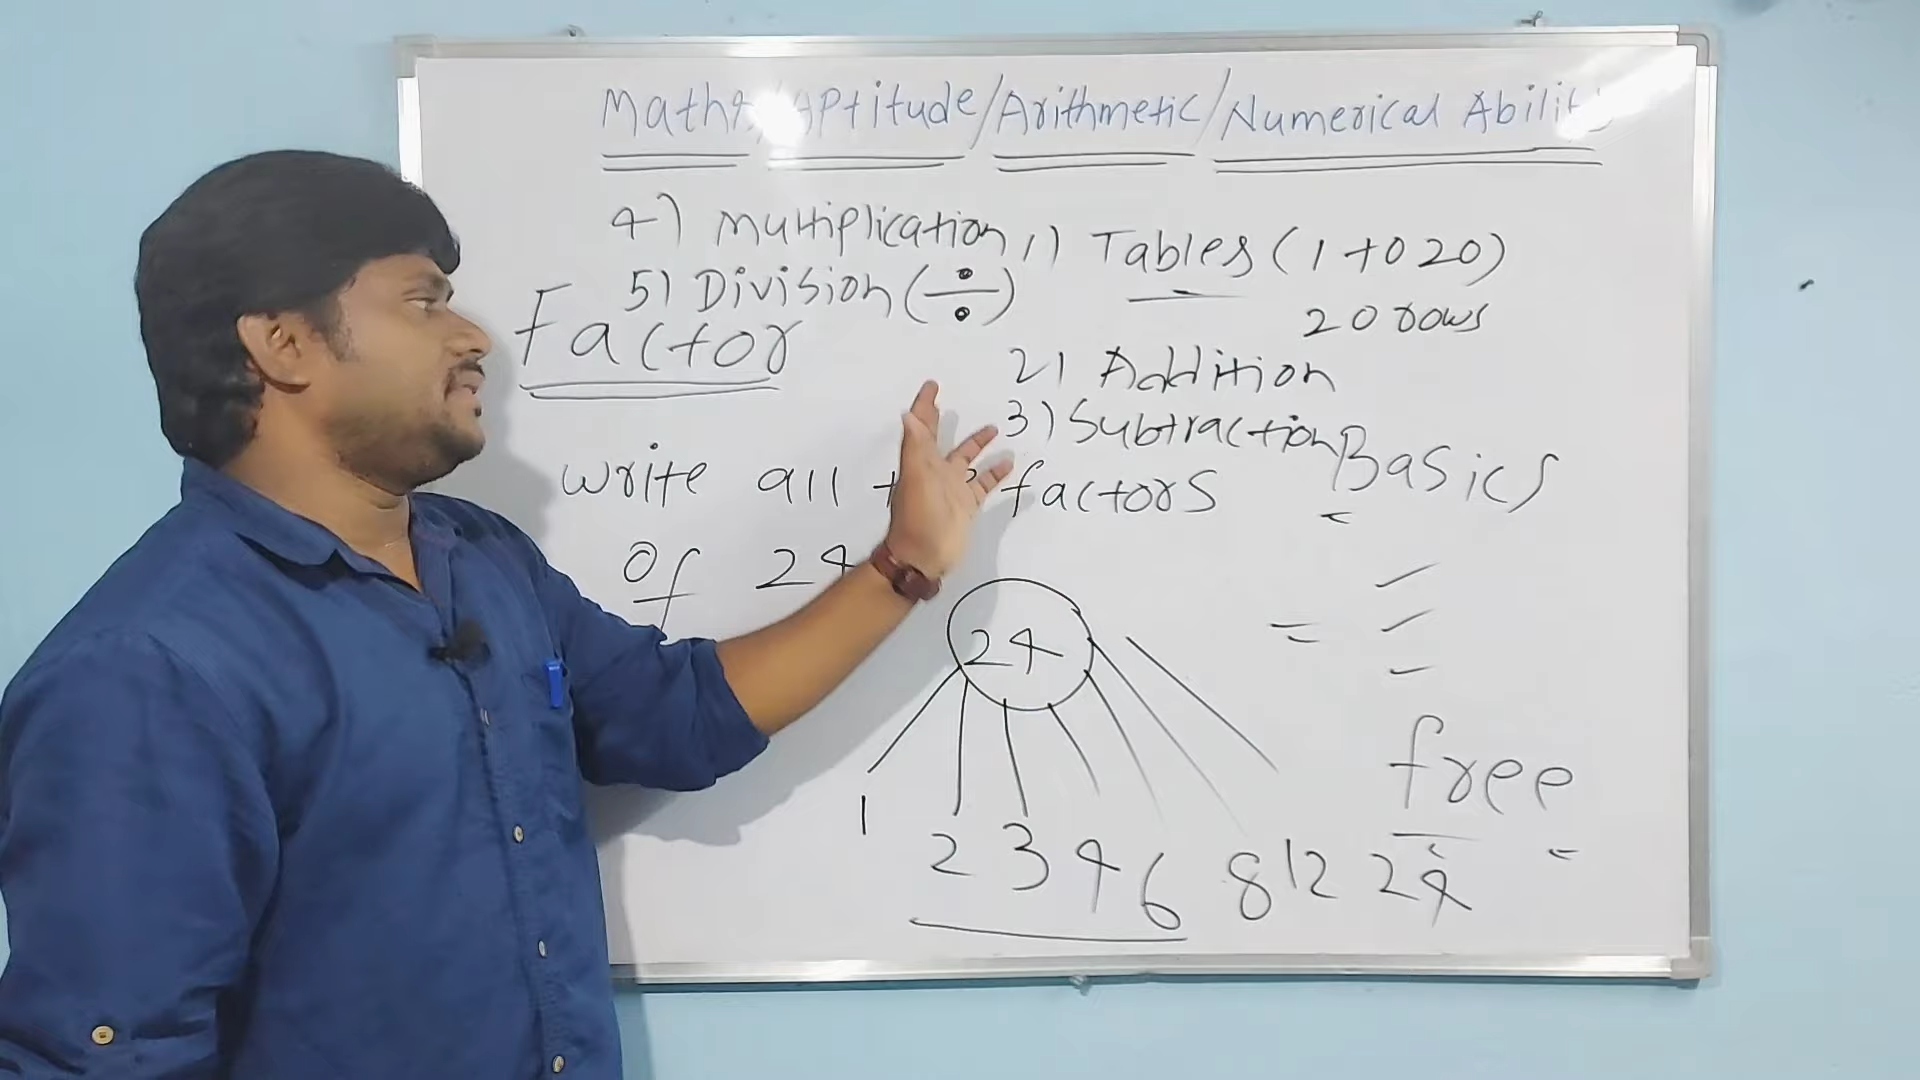 Maths/Aptitude/Arithmetic/Numerical Ability
4) Multiplication
5) Division (÷)
1) Tables (1 to 20)
20 rows
2) Addition
3) Subtraction
Factor
Basics
write all factors
of 24
24
1 2 3 4 6 8 12 24
free